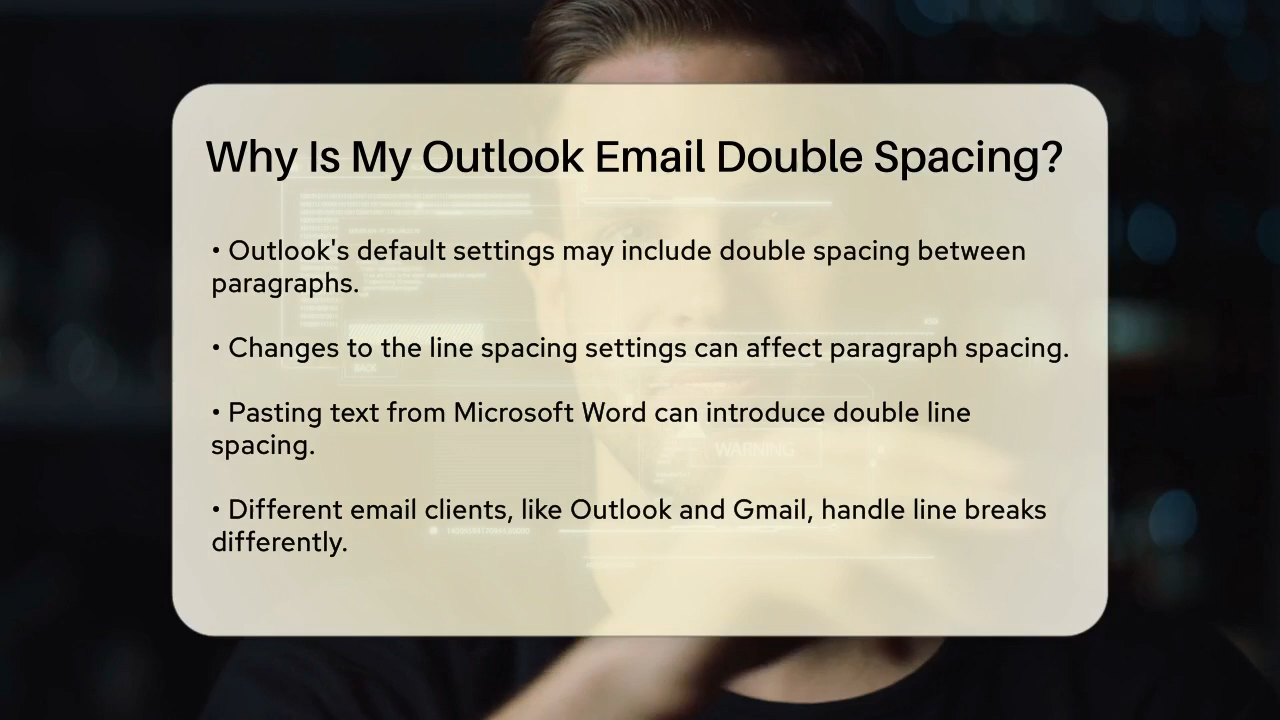 Why Is My Outlook Email Double Spacing?
• Outlook's default settings may include double spacing between
paragraphs.
• Changes to the line spacing settings can affect paragraph spacing.
BASE
• Pasting text from Microsoft Word can introduce double line
spacing.
WARNING
• Different email clients, like Outlook and Gmail, handle line breaks
differently.